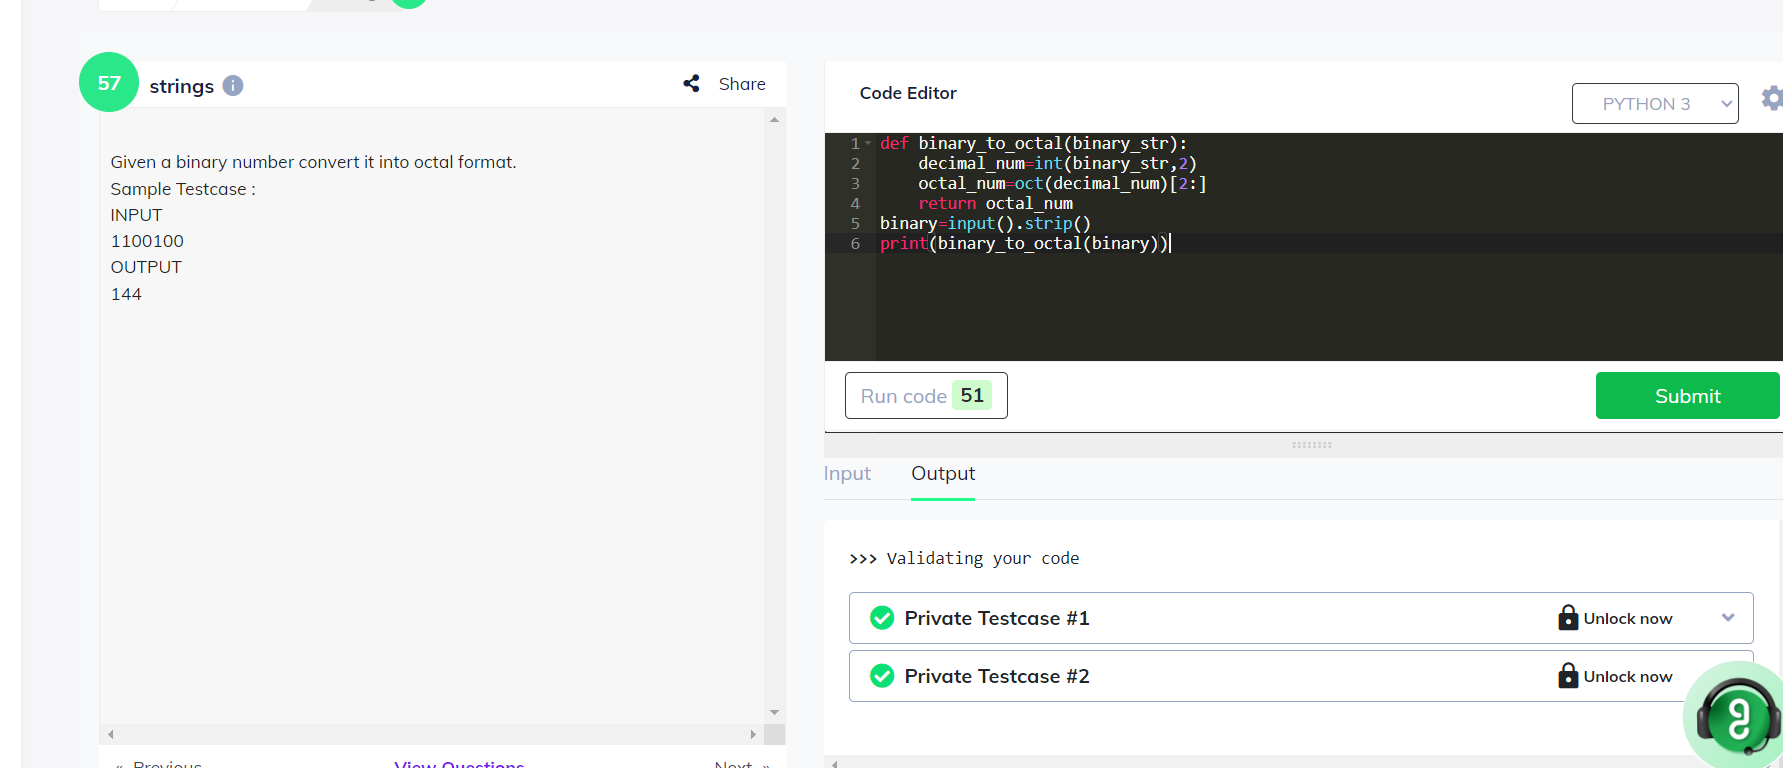 57
strings
Share
Given a binary number convert it into octal format.
Sample Testcase :
INPUT
1100100
OUTPUT
144
Previous
View Questions
Next
Code Editor
PYTHON 3
1 def binary_to_octal(binary_str):
2 decimal_num=int(binary_str,2)
3 octal_num=oct(decimal_num)[2:]
4 return octal_num
5 binary=input().strip()
6 print(binary_to_octal(binary))
Run code 51
Submit
Input Output
>>> Validating your code
Private Testcase #1 Unlock now
Private Testcase #2 Unlock now